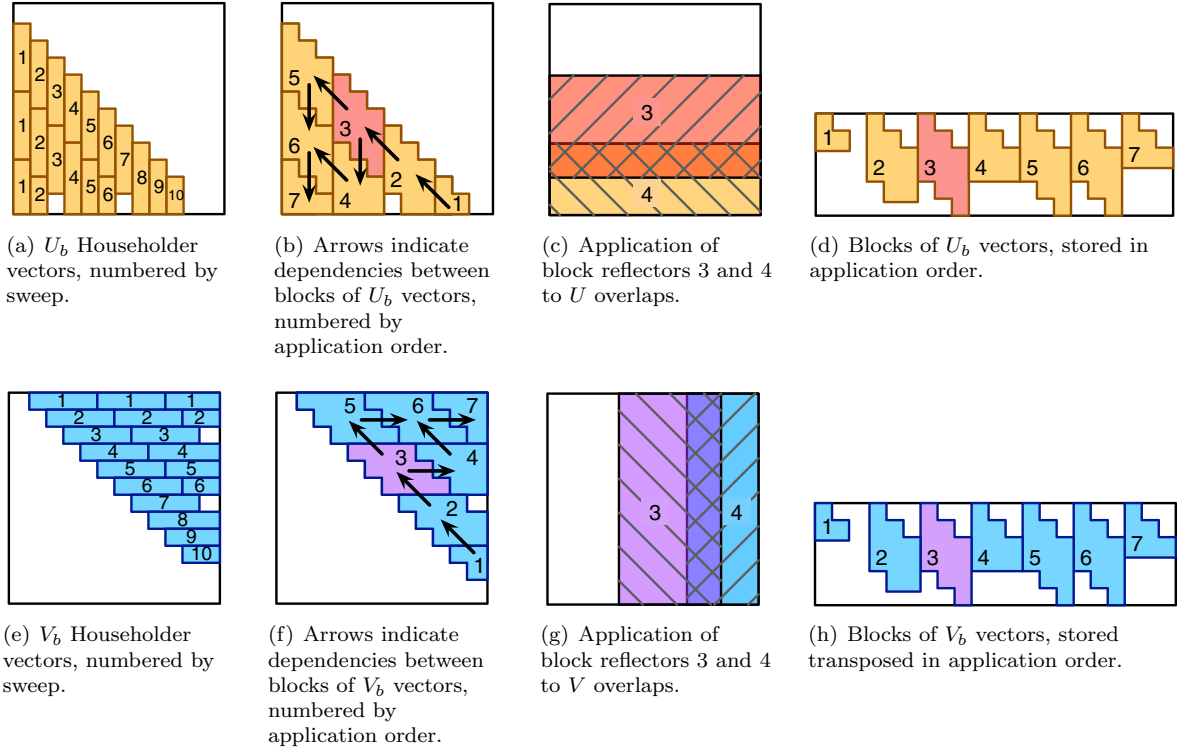 1 2 3 4 5 6 7 8 9 10
1 2 3 4 5 6
1 2
5 3 6 2 7 4 1
3
4
1 2 3 4 5 6 7
(a) U_b Householder
vectors, numbered by
sweep.
(b) Arrows indicate
dependencies between
blocks of U_b vectors,
numbered by
application order.
(c) Application of
block reflectors 3 and 4
to U overlaps.
(d) Blocks of U_b vectors, stored in
application order.
1 1 1
2 2 2
3 3
4 4
5 5
6 6
7
8
9
10
5 6 7
3 4
2
1
3 4
1 2 3 4 5 6 7
(e) V_b Householder
vectors, numbered by
sweep.
(f) Arrows indicate
dependencies between
blocks of V_b vectors,
numbered by
application order.
(g) Application of
block reflectors 3 and 4
to V overlaps.
(h) Blocks of V_b vectors, stored
transposed in application order.